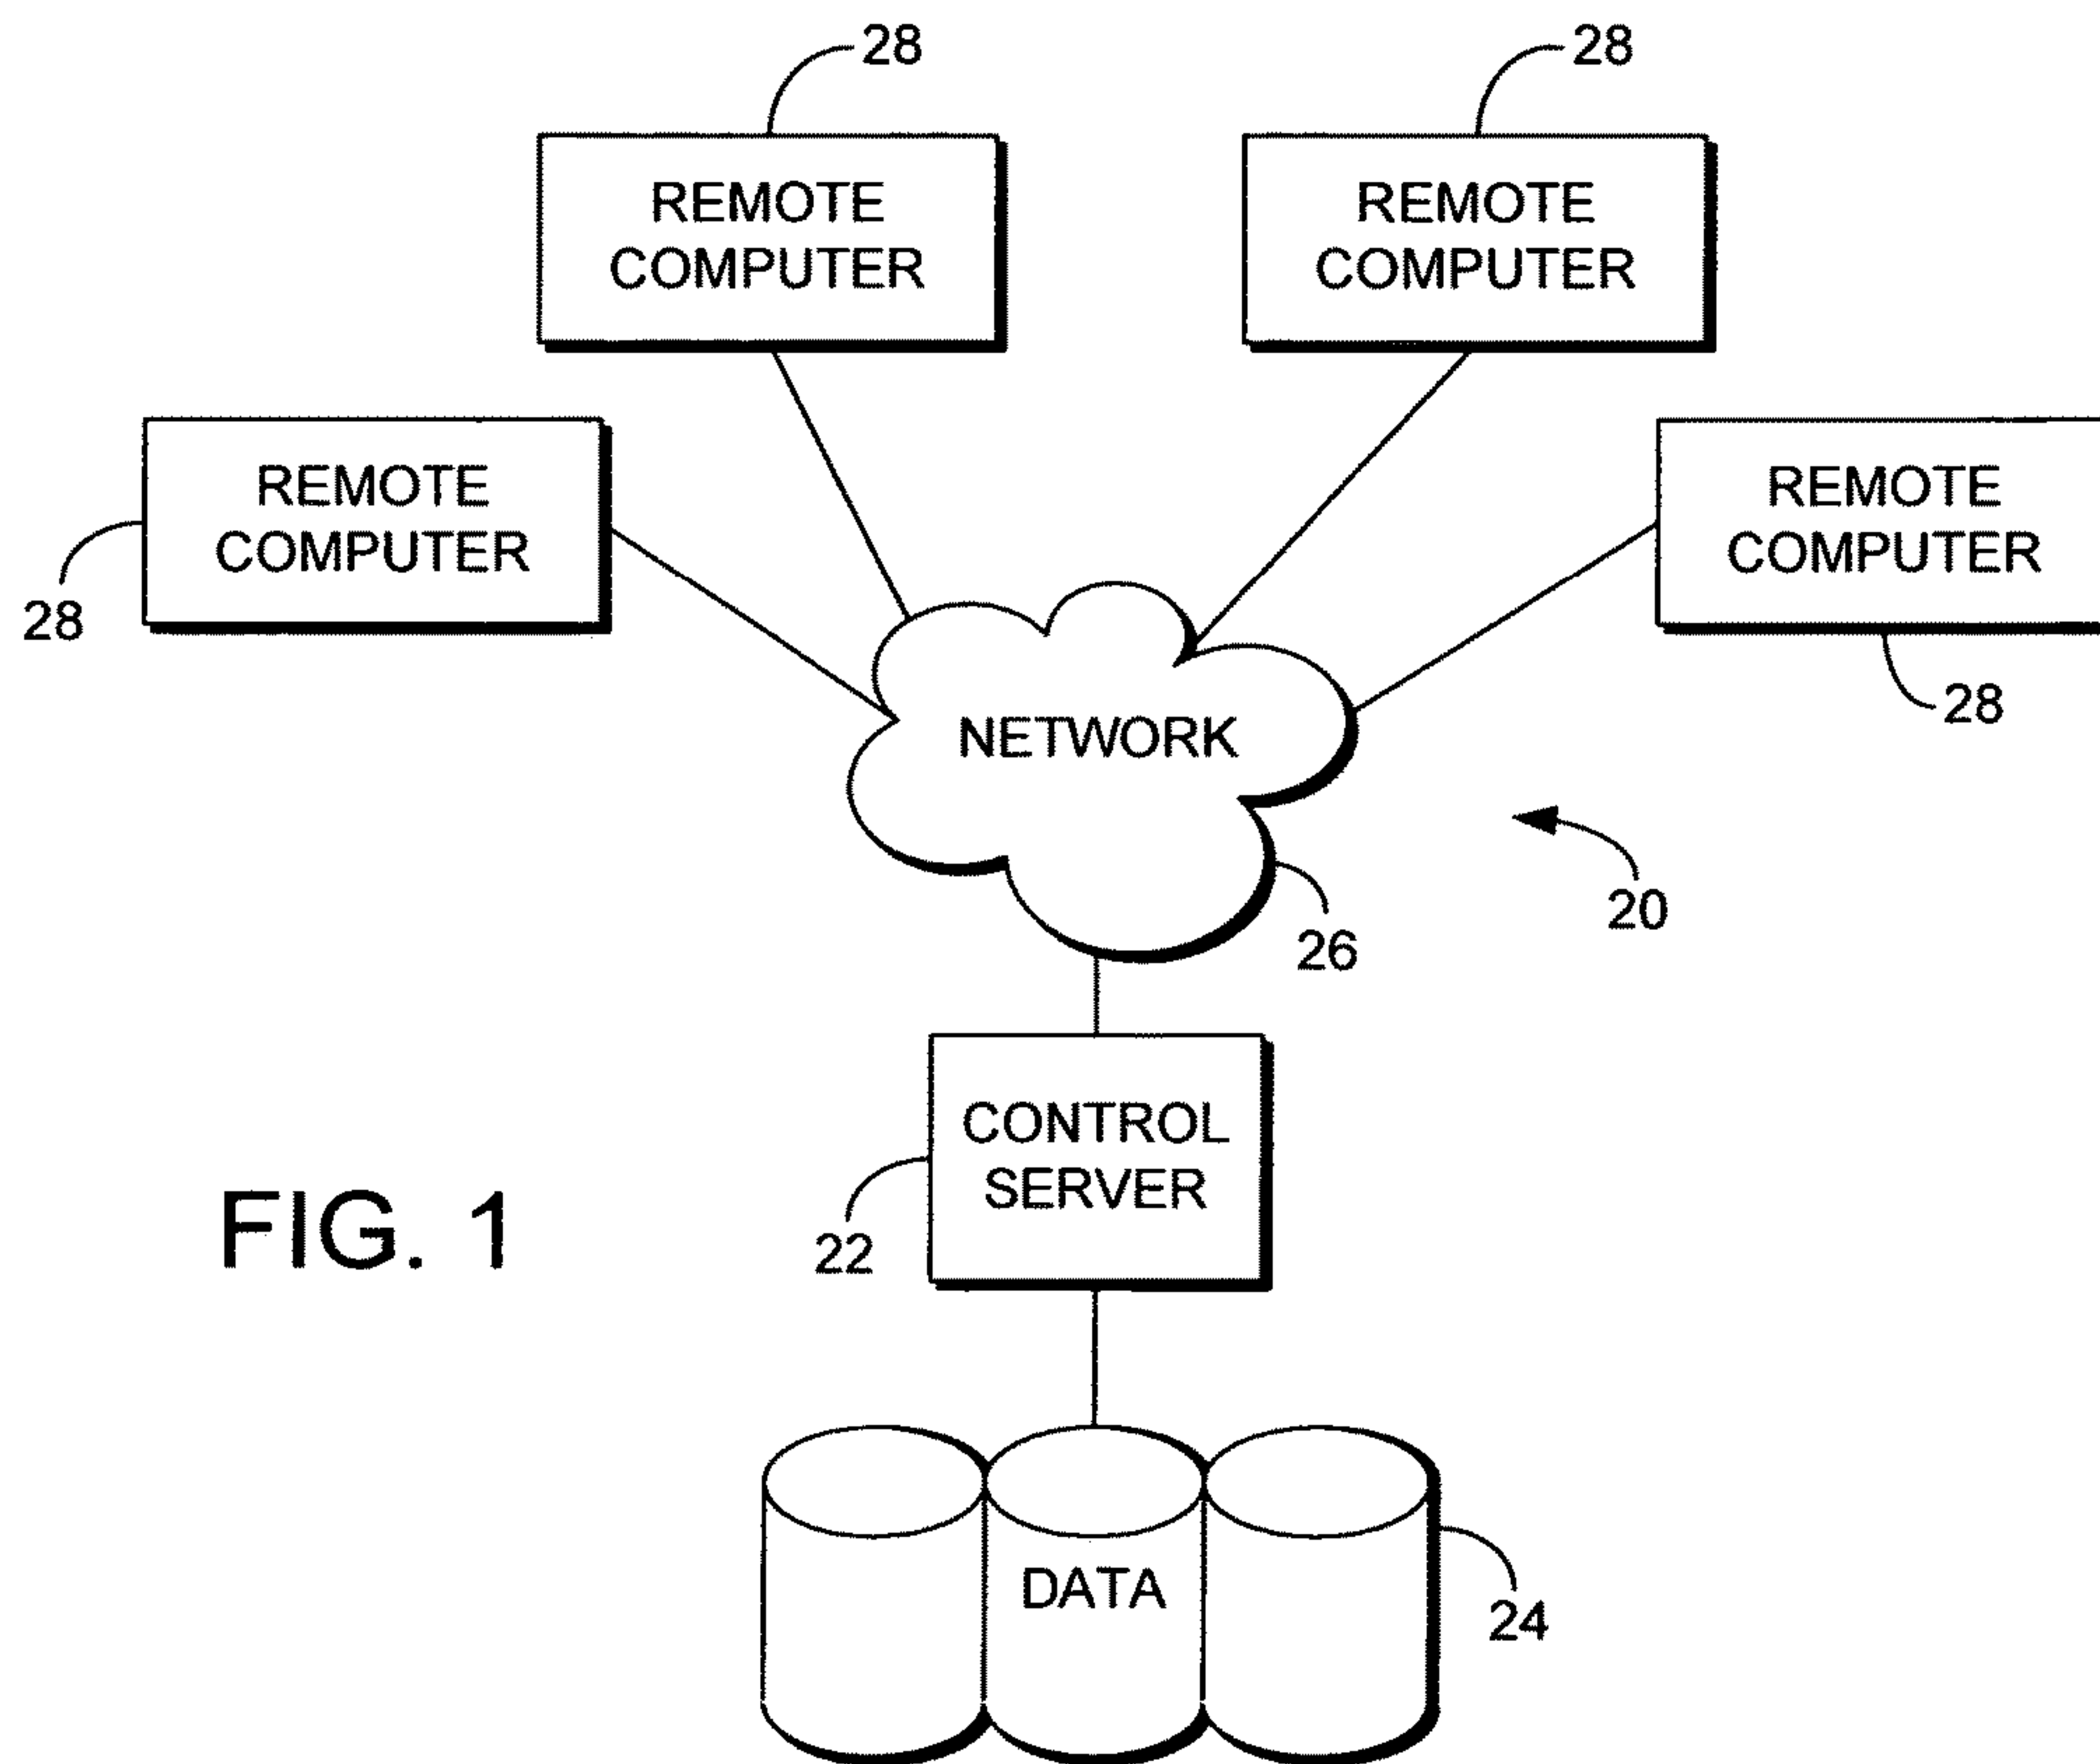 28
28
REMOTE
COMPUTER
REMOTE
COMPUTER
REMOTE
COMPUTER
REMOTE
COMPUTER
28
28
NETWORK
20
26
CONTROL
SERVER
22
FIG. 1
DATA
24